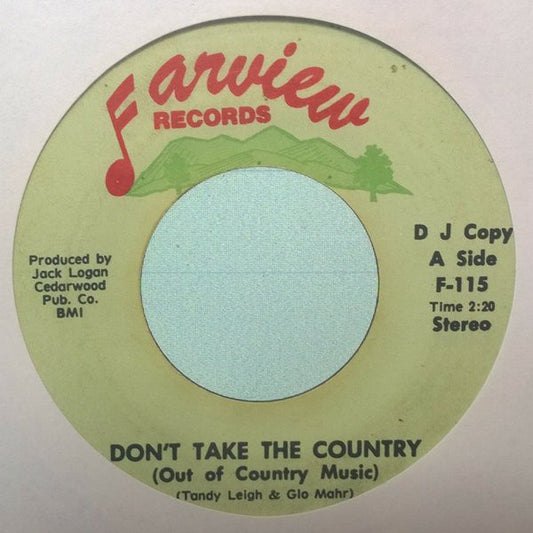 Farview
RECORDS
Produced by
Jack Logan
Cedarwood
Pub. Co.
BMI
D J Copy
A Side
F-115
Time 2:20
Stereo
DON'T TAKE THE COUNTRY
(Out of Country Music)
(Tandy Leigh & Glo Mahr)